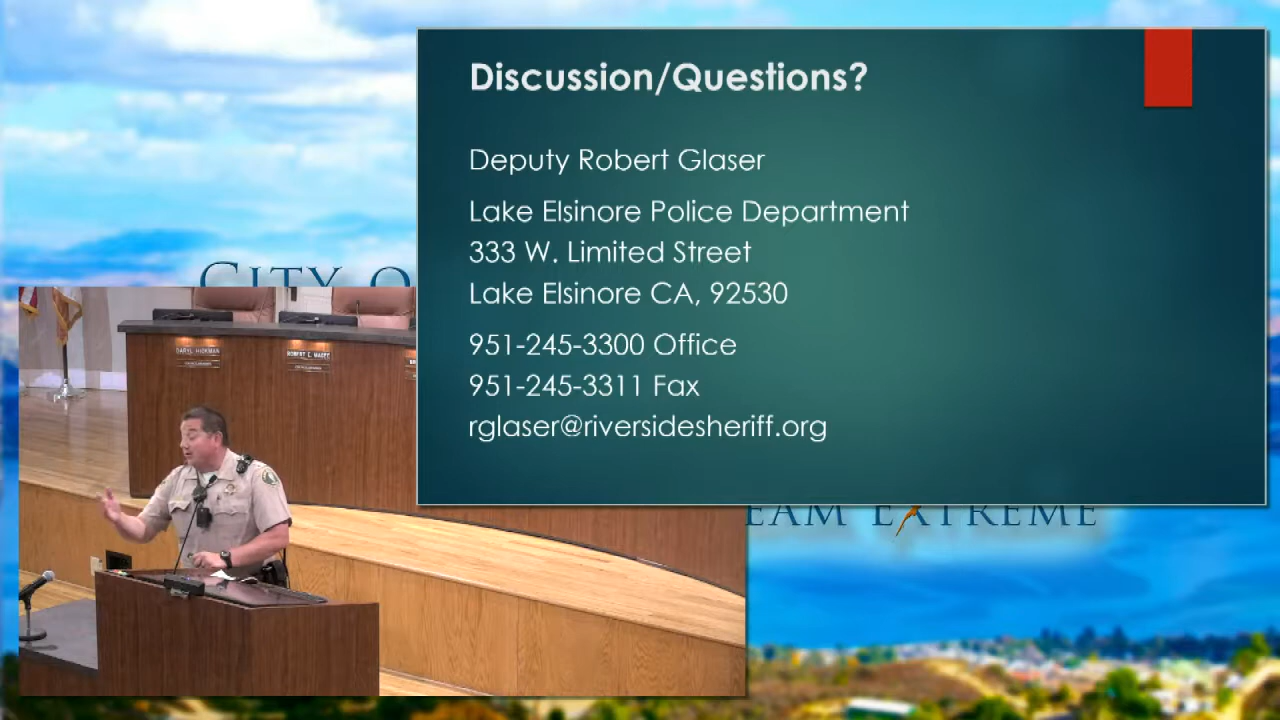 Discussion/Questions?
Deputy Robert Glaser
Lake Elsinore Police Department
333 W. Limited Street
Lake Elsinore CA, 92530
951-245-3300 Office
951-245-3311 Fax
rglaser@riversidesheriff.org
CITY O
DARYL HICKMAN
ROBERT E. MAGEE
EAM EXTREME